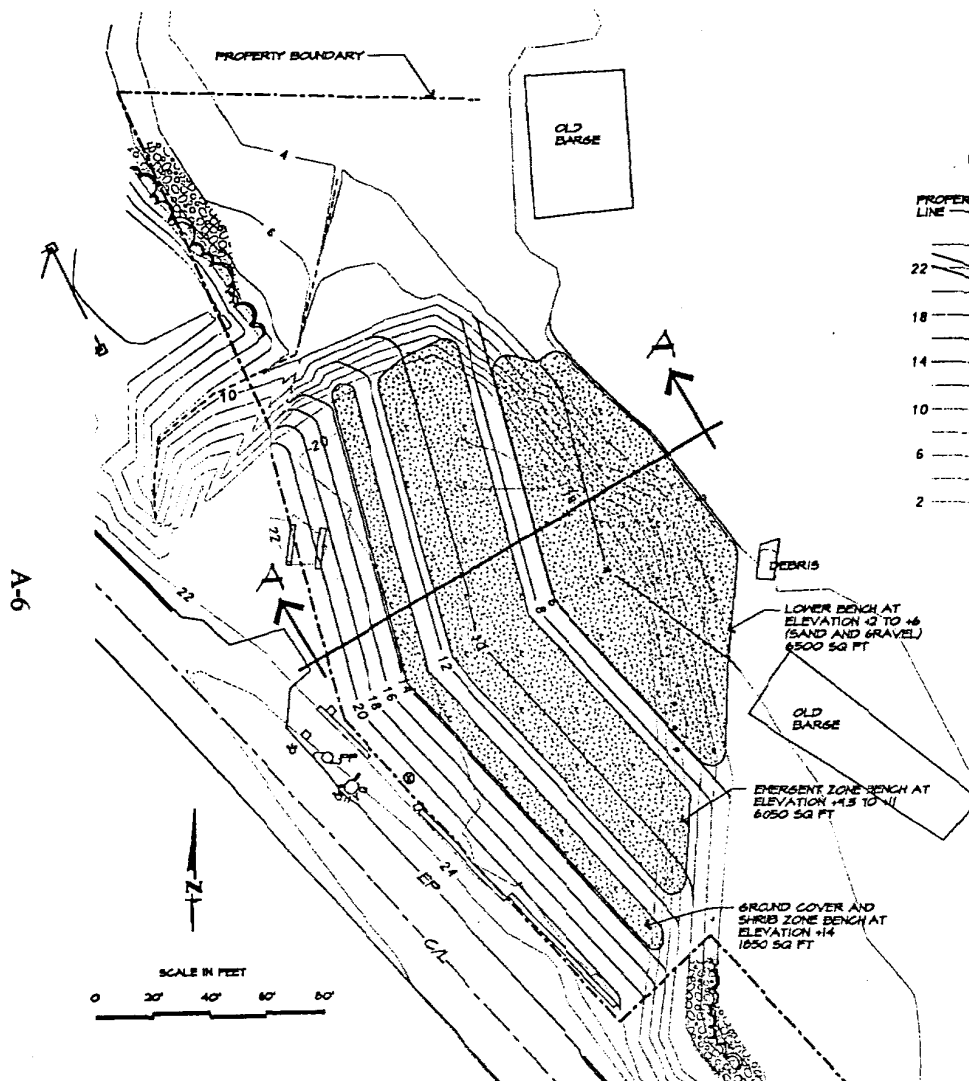 PROPERTY BOUNDARY
OLD
BARGE
4
6
PROPER
LINE
22
18
14
10
6
2
A
10
20
22
22
A
DEBRIS
LOWER BENCH AT
ELEVATION +2 TO +6
(SAND AND GRAVEL)
6500 SQ FT
6
8
12
14
16
18
20
OLD
BARGE
EMERGENT ZONE BENCH AT
ELEVATION +9.5 TO +11
6050 SQ FT
24
EP
C/L
GROUND COVER AND
SHRUB ZONE BENCH AT
ELEVATION +14
1850 SQ FT
N
SCALE IN FEET
0 20' 40' 60' 80'
A-6